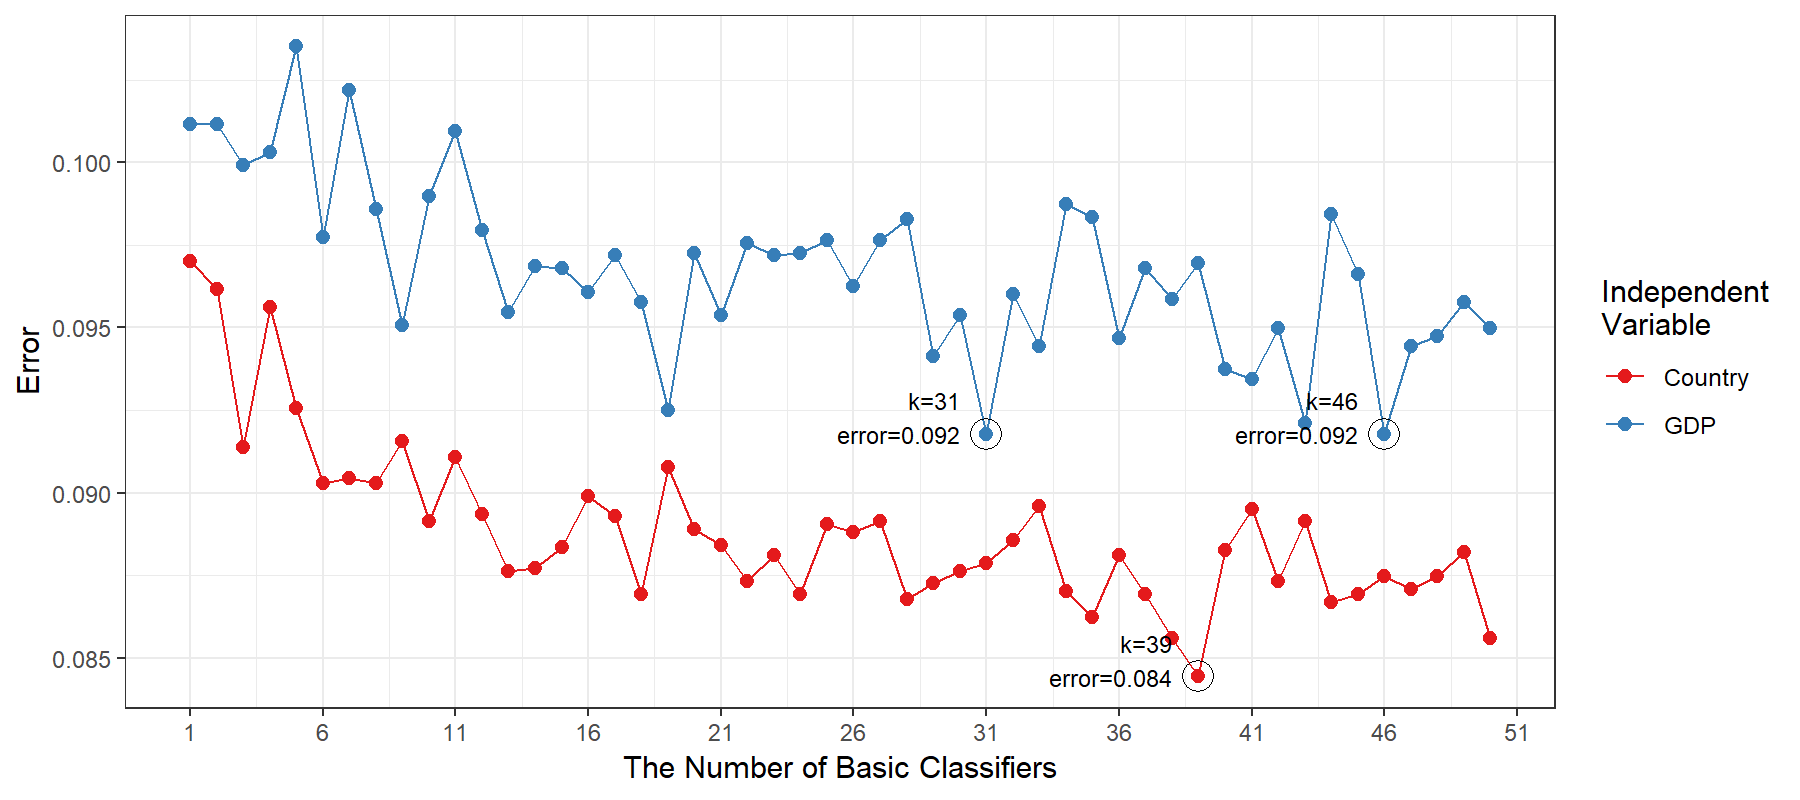 0.100
0.095
0.090
0.085
Error
k=31
error=0.092
k=46
error=0.092
k=39
error=0.084
1 6 11 16 21 26 31 36 41 46 51
The Number of Basic Classifiers
Independent
Variable
Country
GDP